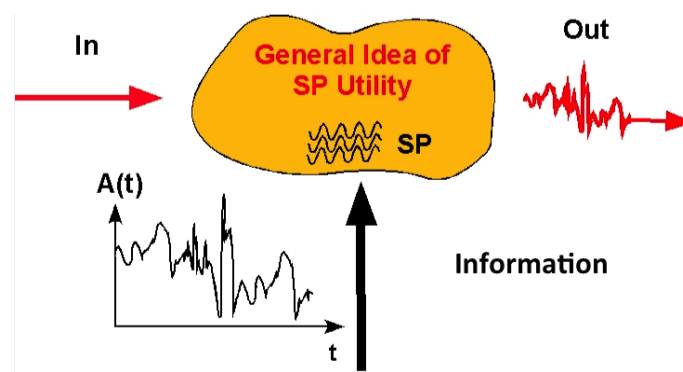 In
General Idea of
SP Utility
SP
Out
A(t)
t
Information